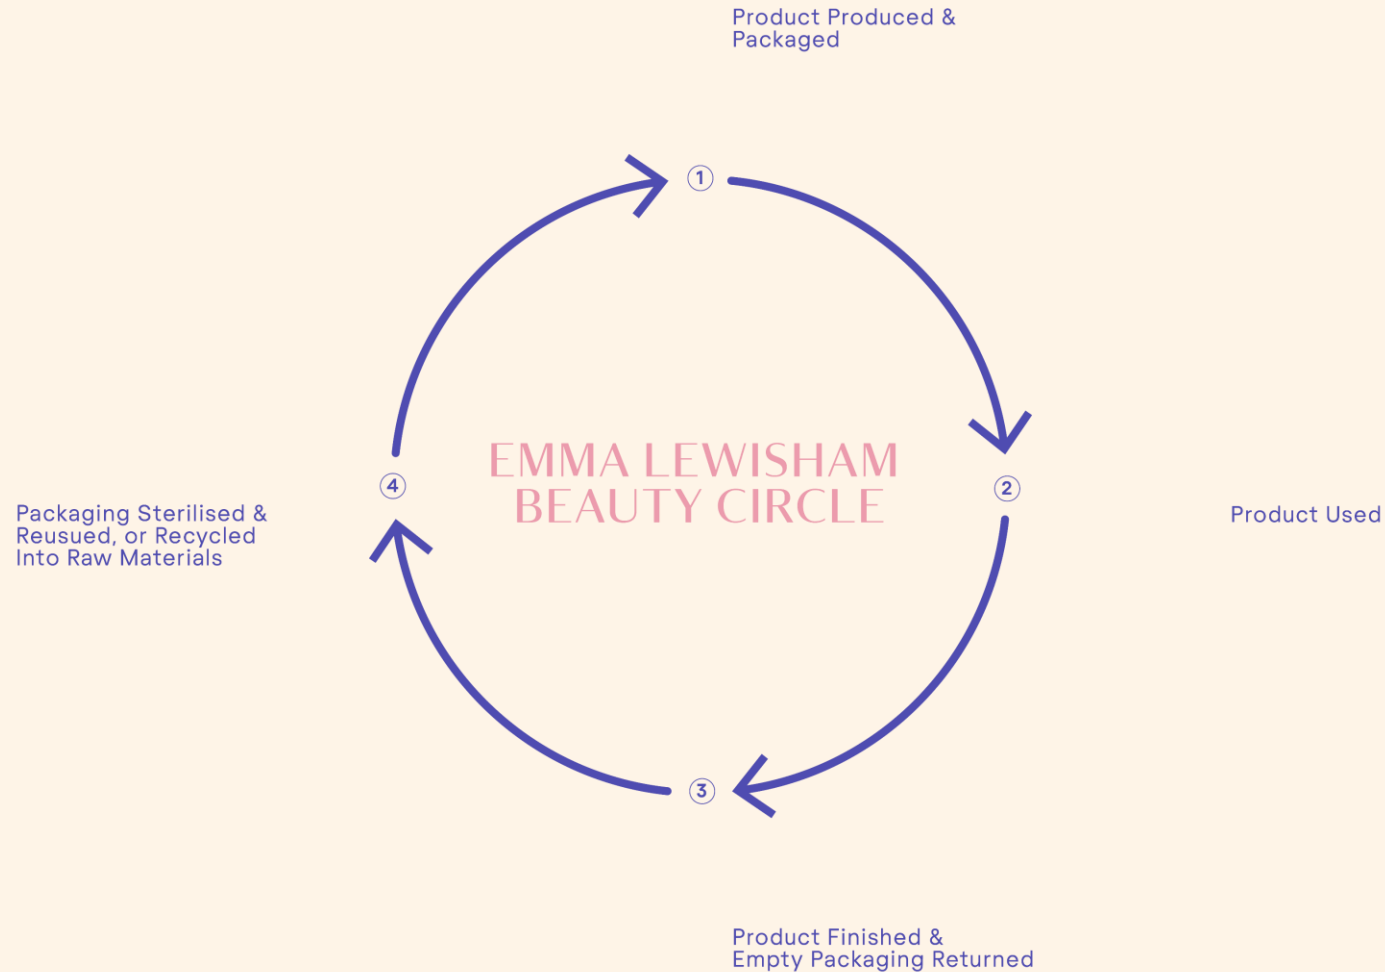 Product Produced &
Packaged
1
EMMA LEWISHAM
BEAUTY CIRCLE
4
2
Packaging Sterilised &
Reusued, or Recycled
Into Raw Materials
Product Used
3
Product Finished &
Empty Packaging Returned